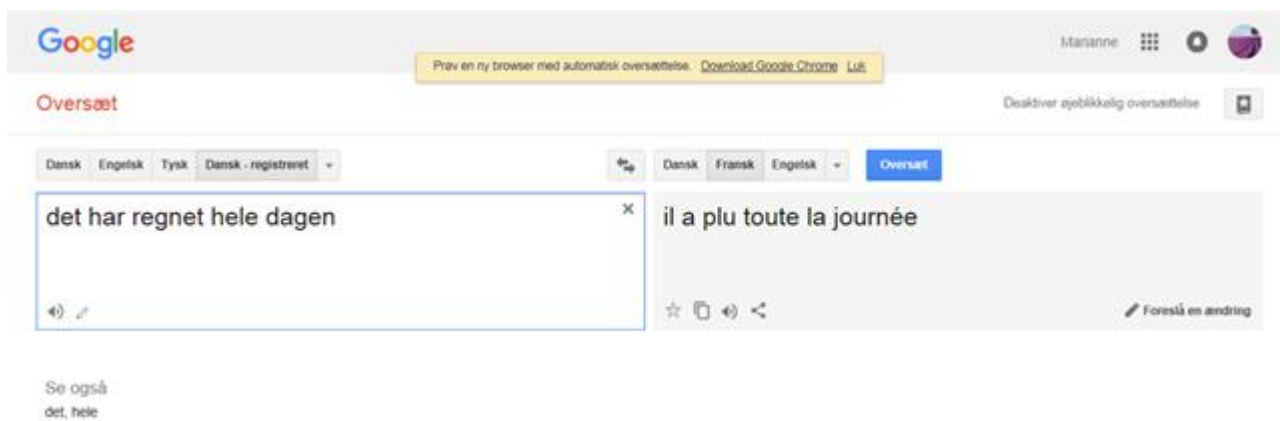 Google
Marianne
Prøv en ny browser med automatisk oversættelse. Download Google Chrome Luk
Oversæt
Deaktiver øjeblikkelig oversættelse
Dansk Engelsk Tysk Dansk - registreret
Dansk Fransk Engelsk Oversæt
det har regnet hele dagen
il a plu toute la journée
Foreslå en ændring
Se også
det, hele